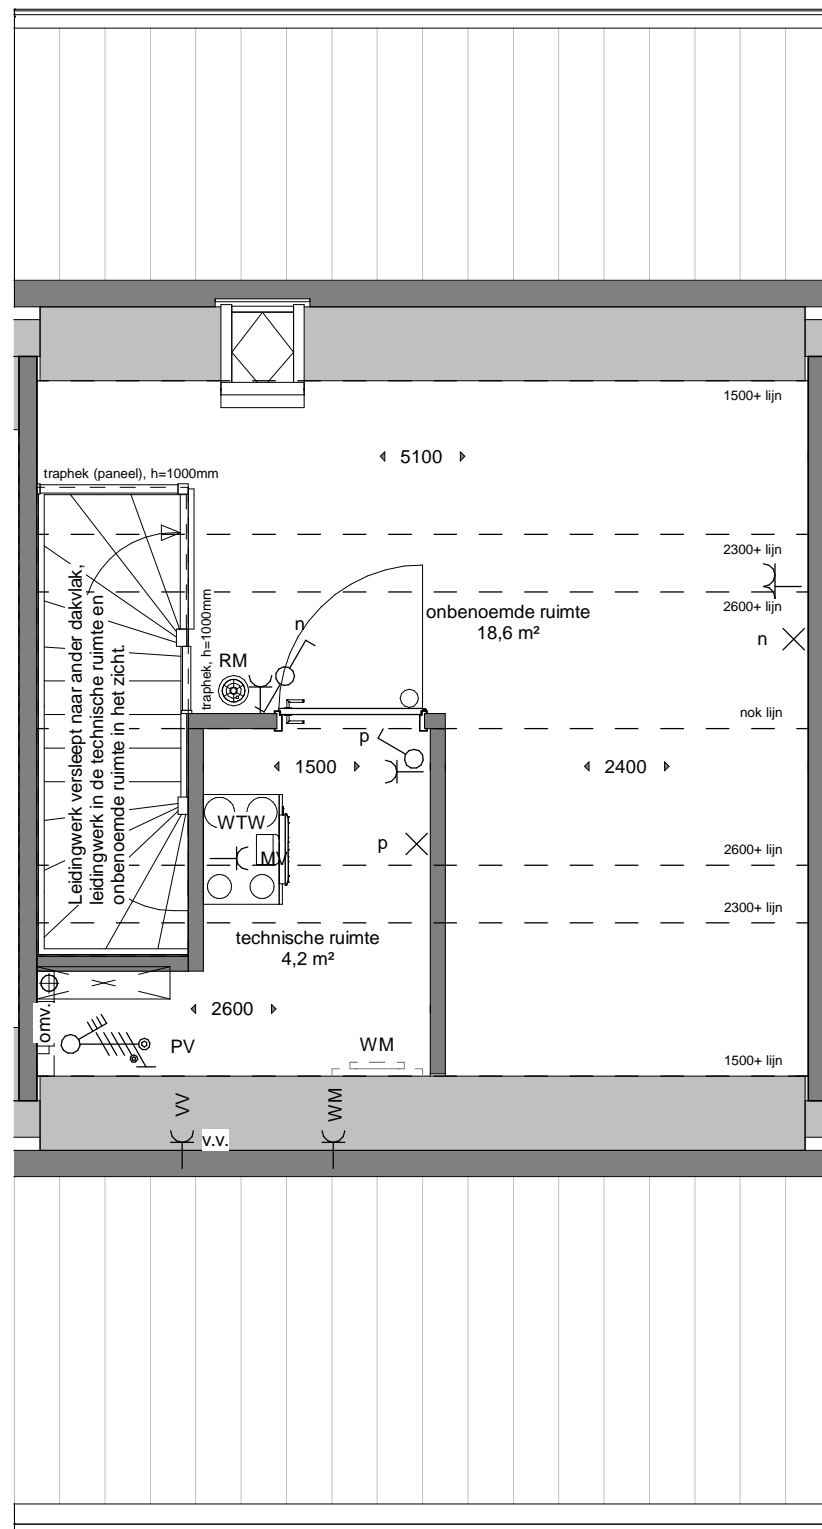 1500+ lijn
5100
traphek (paneel), h=1000mm
2300+ lijn
2600+ lijn
onbenoemde ruimte
18,6 m²
n
n
RM
traphek, h=1000mm
Leidingwerk versleept naar ander dakvlak,
leidingwerk in de technische ruimte en
onbenoemde ruimte in het zicht.
nok lijn
p
1500
2400
WTW
MV
p
2600+ lijn
2300+ lijn
technische ruimte
4,2 m²
2600
omv.
PV
WM
1500+ lijn
VV
WM
v.v.